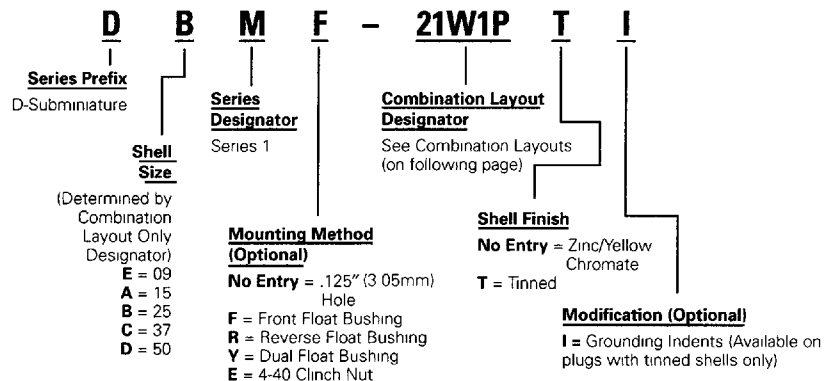 D B M F – 21W1P T I
Series Prefix
D-Subminiature
Shell
Size
(Determined by
Combination
Layout Only
Designator)
E = 09
A = 15
B = 25
C = 37
D = 50
Series
Designator
Series 1
Mounting Method
(Optional)
No Entry = .125" (3 05mm)
Hole
F = Front Float Bushing
R = Reverse Float Bushing
Y = Dual Float Bushing
E = 4-40 Clinch Nut
Combination Layout
Designator
See Combination Layouts
(on following page)
Shell Finish
No Entry = Zinc/Yellow
Chromate
T = Tinned
Modification (Optional)
I = Grounding Indents (Available on
plugs with tinned shells only)